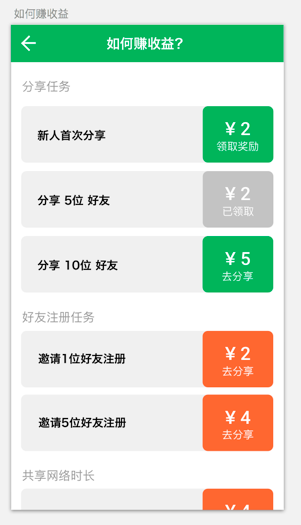 如何赚收益
如何赚收益?
分享任务
新人首次分享
¥ 2
领取奖励
分享 5位 好友
¥ 2
已领取
分享 10位 好友
¥ 5
去分享
好友注册任务
邀请1位好友注册
¥ 2
去分享
邀请5位好友注册
¥ 4
去分享
共享网络时长
¥ 4